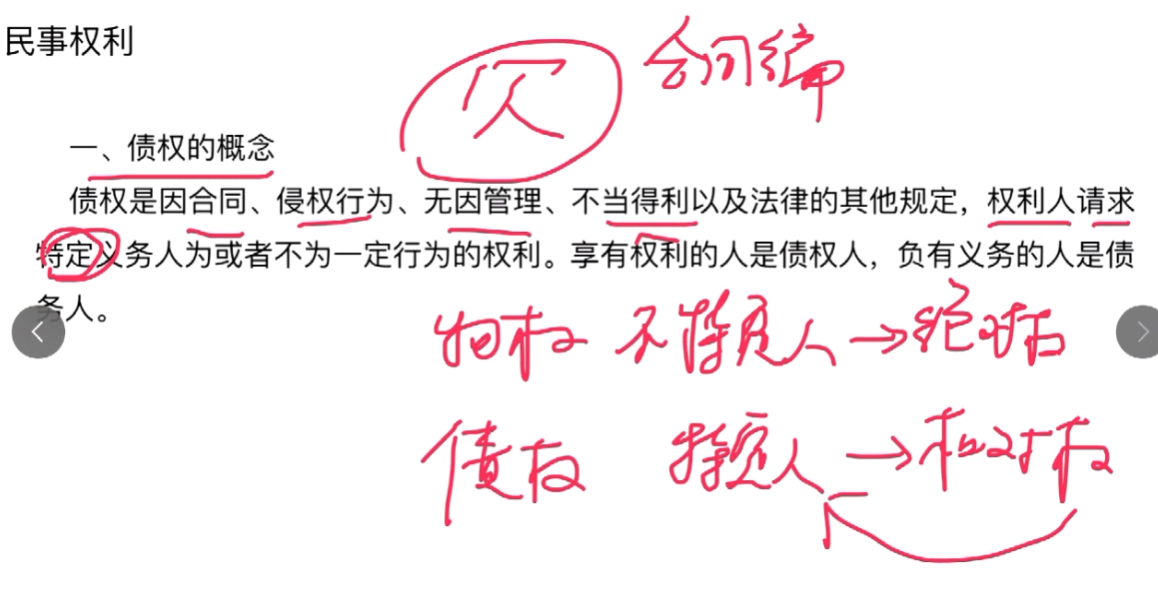 民事权利
欠 合同编
一、债权的概念
债权是因合同、侵权行为、无因管理、不当得利以及法律的其他规定，权利人请求
特定义务人为或者不为一定行为的权利。享有权利的人是债权人，负有义务的人是债
务人。
物权 不特定人→绝对权
债权 特定人→相对权